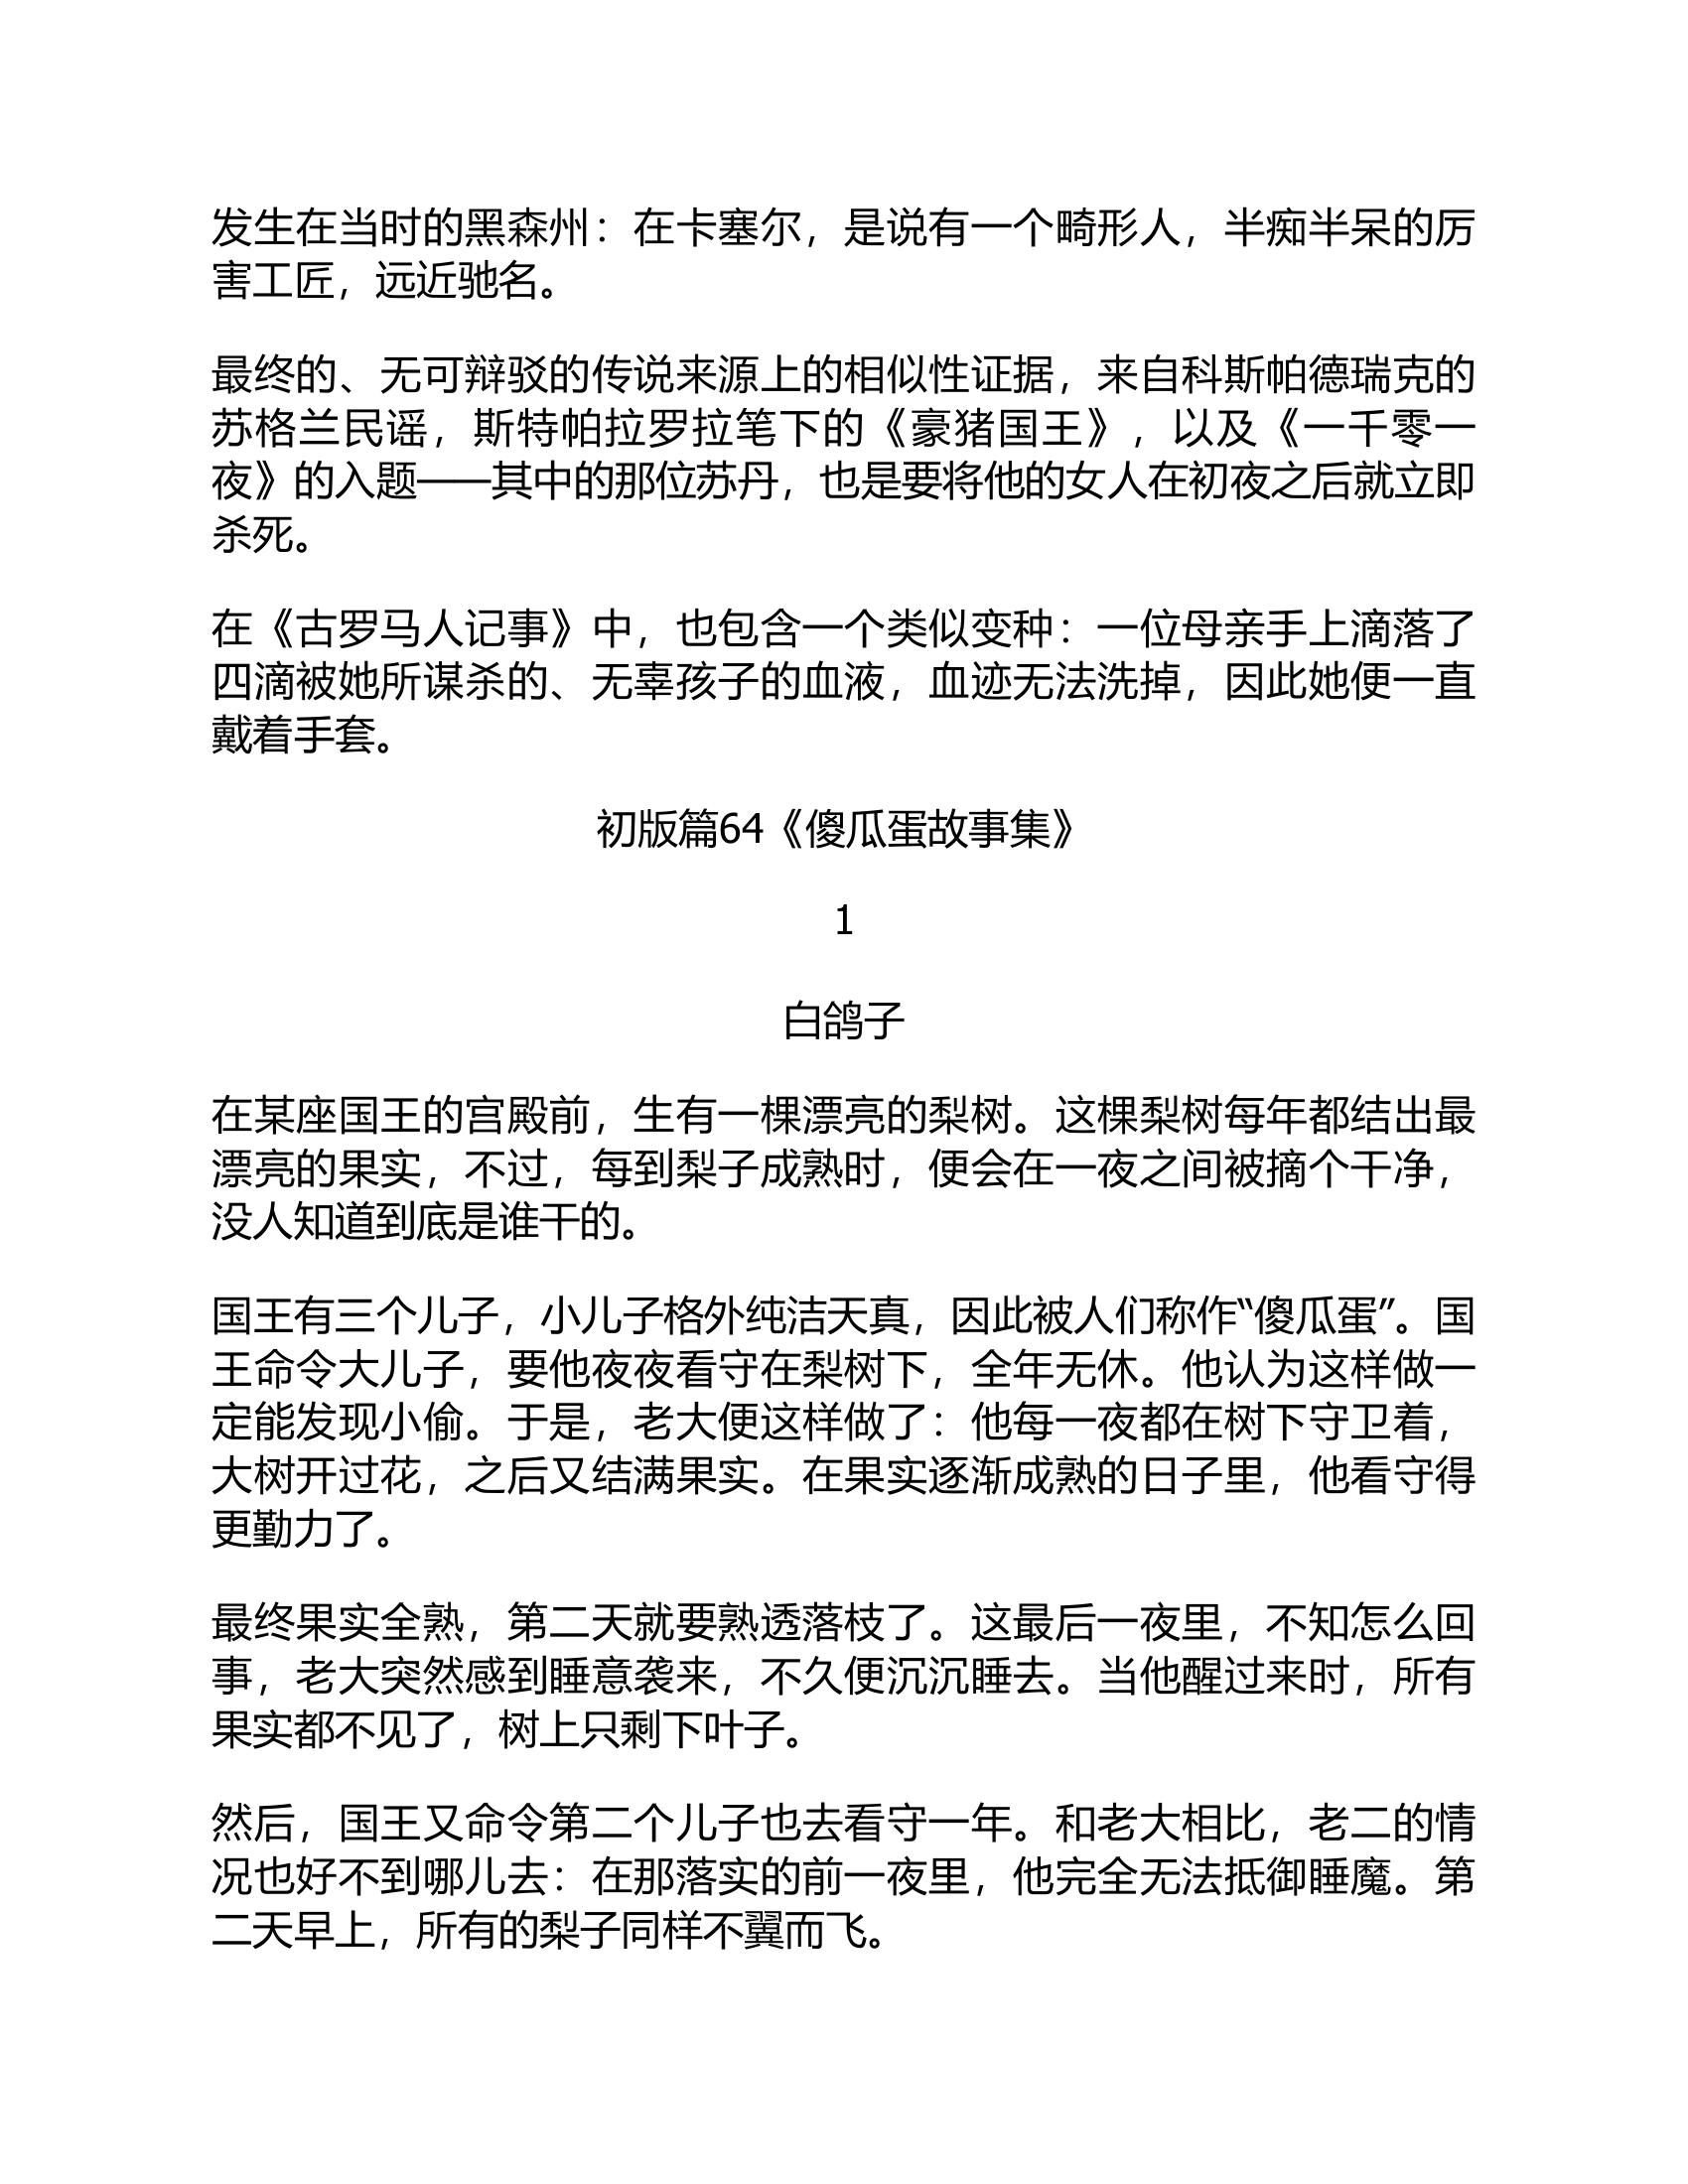 发生在当时的黑森州：在卡塞尔，是说有一个畸形人，半痴半呆的厉
害工匠，远近驰名。
最终的、无可辩驳的传说来源上的相似性证据，来自科斯帕德瑞克的
苏格兰民谣，斯特帕拉罗拉笔下的《豪猪国王》，以及《一千零一
夜》的入题——其中的那位苏丹，也是要将他的女人在初夜之后就立即
杀死。
在《古罗马人记事》中，也包含一个类似变种：一位母亲手上滴落了
四滴被她所谋杀的、无辜孩子的血液，血迹无法洗掉，因此她便一直
戴着手套。
初版篇64《傻瓜蛋故事集》
1
白鸽子
在某座国王的宫殿前，生有一棵漂亮的梨树。这棵梨树每年都结出最
漂亮的果实，不过，每到梨子成熟时，便会在一夜之间被摘个干净，
没人知道到底是谁干的。
国王有三个儿子，小儿子格外纯洁天真，因此被人们称作“傻瓜蛋”。国
王命令大儿子，要他夜夜看守在梨树下，全年无休。他认为这样做一
定能发现小偷。于是，老大便这样做了：他每一夜都在树下守卫着，
大树开过花，之后又结满果实。在果实逐渐成熟的日子里，他看守得
更勤力了。
最终果实全熟，第二天就要熟透落枝了。这最后一夜里，不知怎么回
事，老大突然感到睡意袭来，不久便沉沉睡去。当他醒过来时，所有
果实都不见了，树上只剩下叶子。
然后，国王又命令第二个儿子也去看守一年。和老大相比，老二的情
况也好不到哪儿去：在那落实的前一夜里，他完全无法抵御睡魔。第
二天早上，所有的梨子同样不翼而飞。